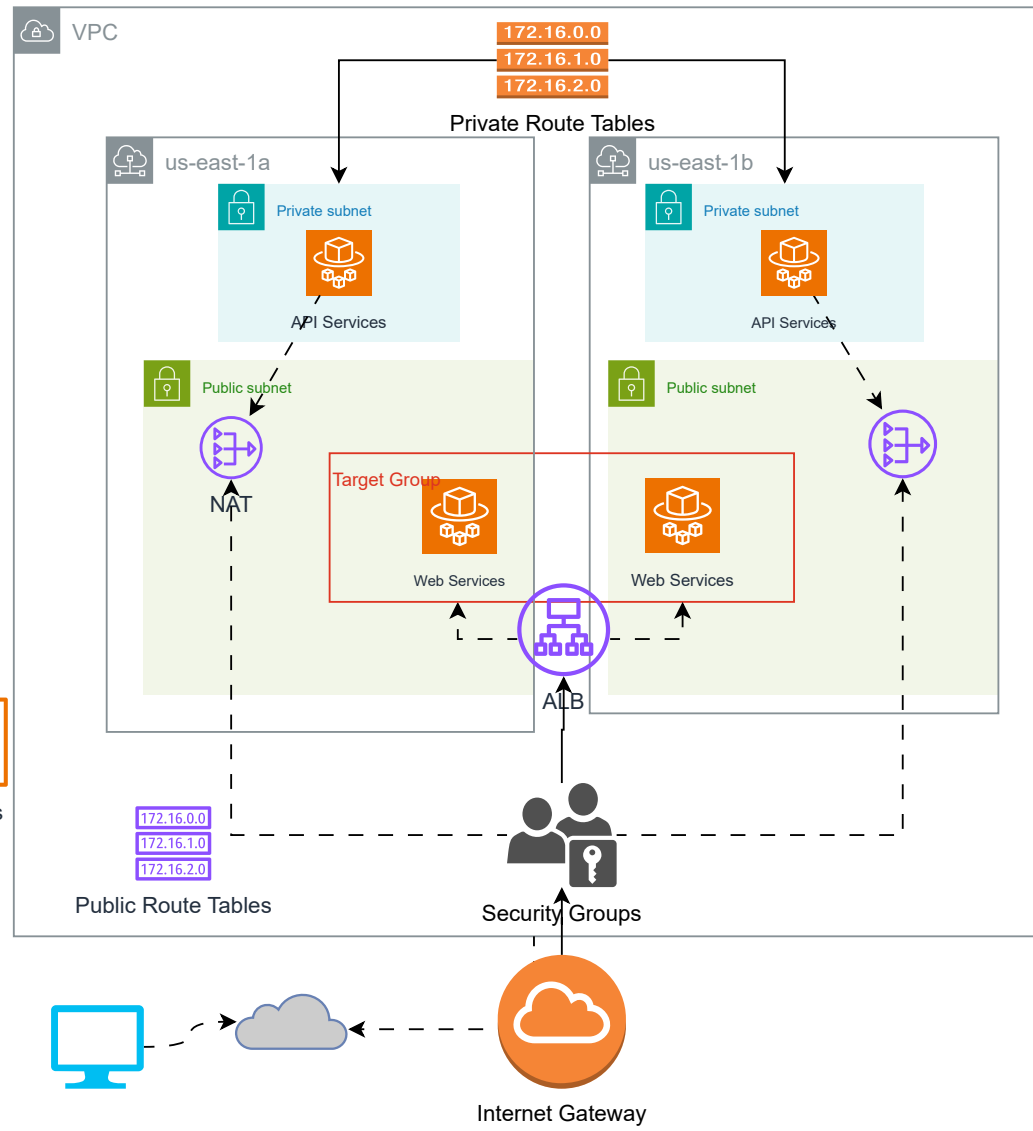 VPC
172.16.0.0
172.16.1.0
172.16.2.0
Private Route Tables
us-east-1a
us-east-1b
Private subnet
Private subnet
API Services
API Services
Public subnet
Public subnet
NAT
Target Group
Web Services
Web Services
ALB
172.16.0.0
172.16.1.0
172.16.2.0
Public Route Tables
Security Groups
Internet Gateway